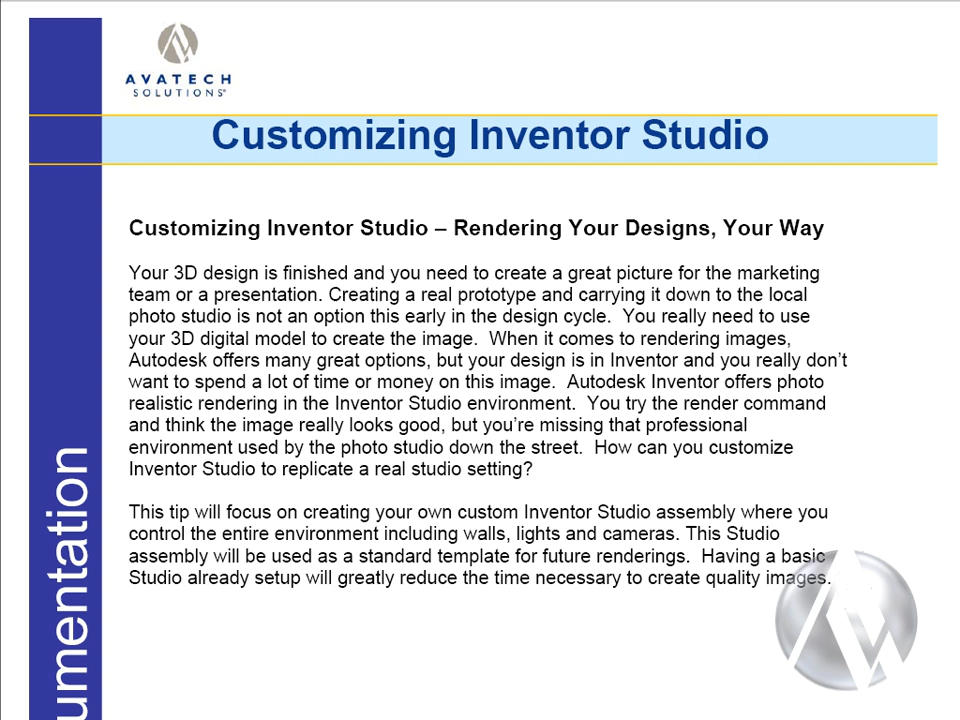 AVATECH
SOLUTIONS
Customizing Inventor Studio
Customizing Inventor Studio – Rendering Your Designs, Your Way
Your 3D design is finished and you need to create a great picture for the marketing
team or a presentation. Creating a real prototype and carrying it down to the local
photo studio is not an option this early in the design cycle.  You really need to use
your 3D digital model to create the image.  When it comes to rendering images,
Autodesk offers many great options, but your design is in Inventor and you really don't
want to spend a lot of time or money on this image.  Autodesk Inventor offers photo
realistic rendering in the Inventor Studio environment.  You try the render command
and think the image really looks good, but you're missing that professional
environment used by the photo studio down the street.  How can you customize
Inventor Studio to replicate a real studio setting?
This tip will focus on creating your own custom Inventor Studio assembly where you
control the entire environment including walls, lights and cameras. This Studio
assembly will be used as a standard template for future renderings.  Having a basic
Studio already setup will greatly reduce the time necessary to create quality images.
umentation